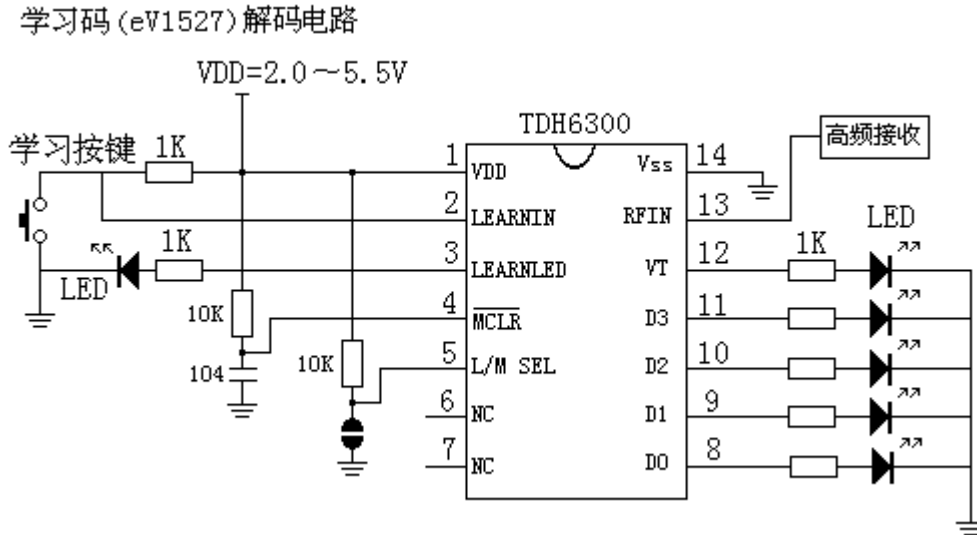 学习码(eV1527)解码电路
VDD=2.0～5.5V
TDH6300
高频接收
学习按键 1K
1 VDD
Vss 14
2 LEARNIN
RFIN 13
LED
1K
3 LEARNLED
VT 12
1K
LED
10K
4 MCLR
D3 11
104
10K
5 L/M SEL
D2 10
6 NC
D1 9
7 NC
D0 8